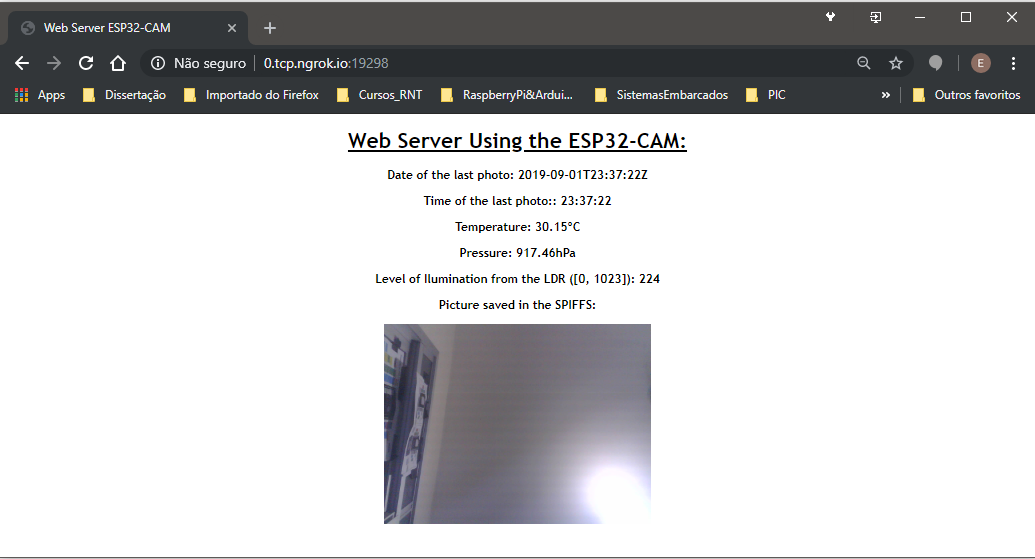 Web Server ESP32-CAM
Não seguro 0.tcp.ngrok.io:19298
E
Apps Dissertação Importado do Firefox Cursos_RNT RaspberryPi&Ardui... SistemasEmbarcados PIC » Outros favoritos
Web Server Using the ESP32-CAM:
Date of the last photo: 2019-09-01T23:37:22Z
Time of the last photo:: 23:37:22
Temperature: 30.15°C
Pressure: 917.46hPa
Level of Ilumination from the LDR ([0, 1023]): 224
Picture saved in the SPIFFS: